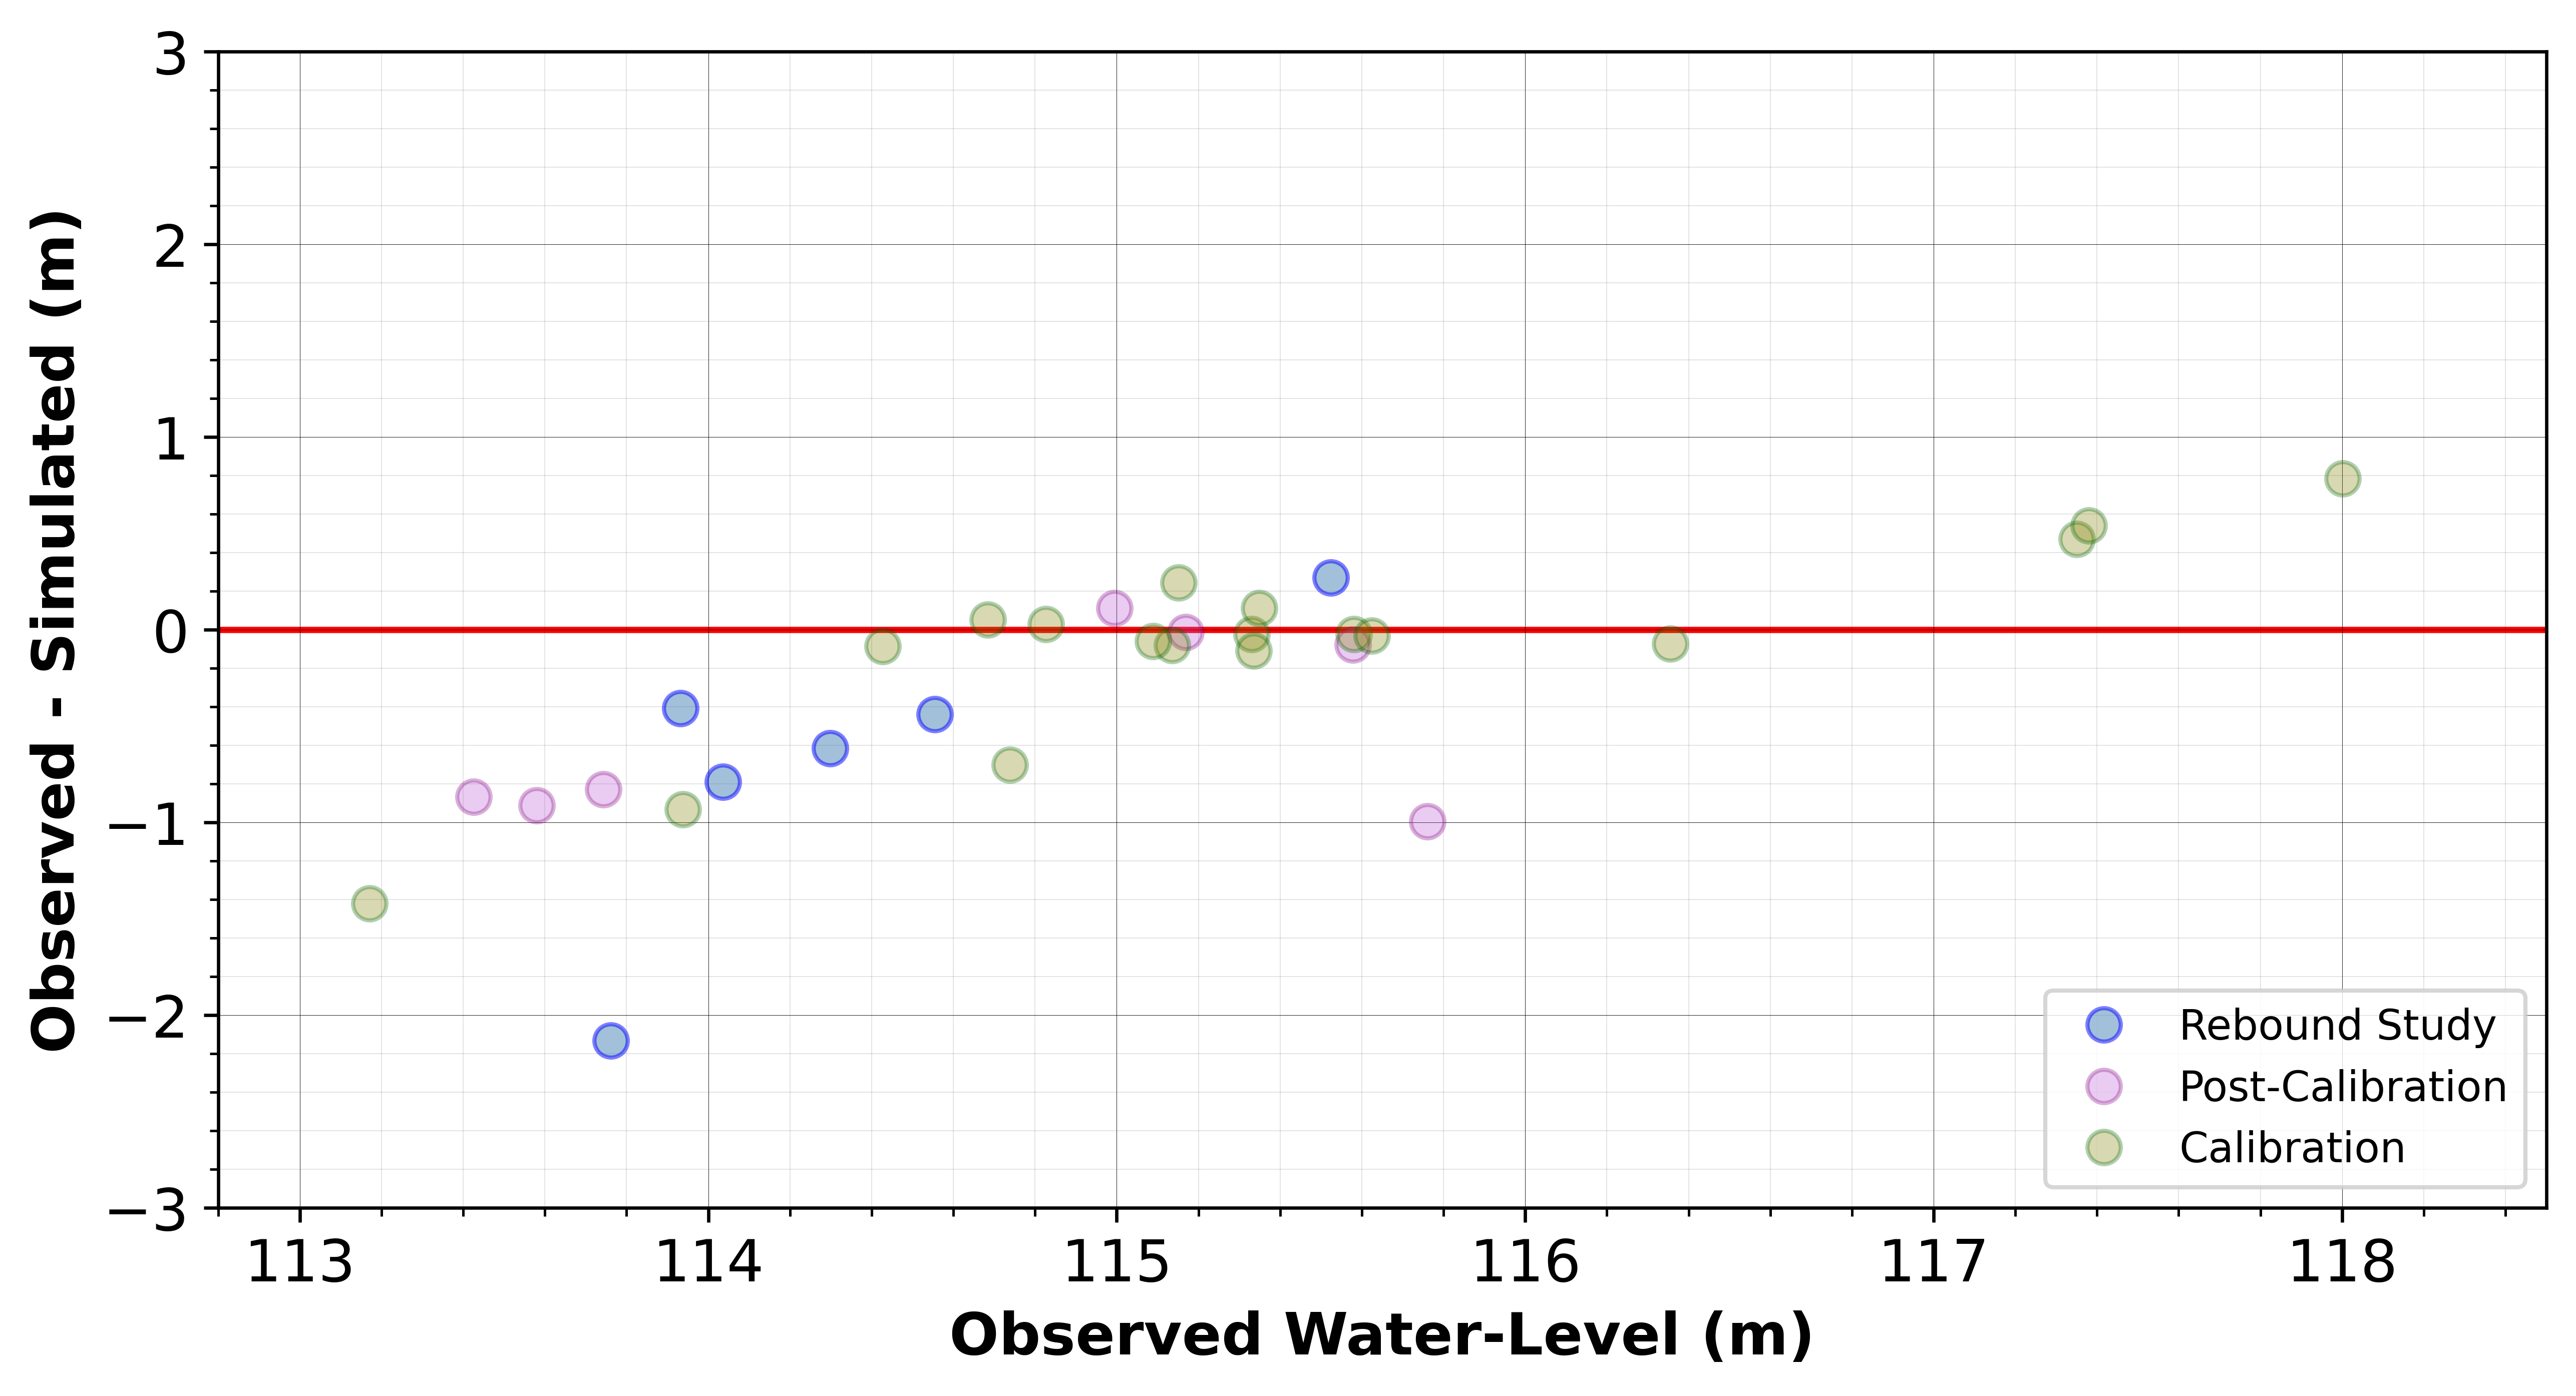 3
2
1
0
−1
−2
−3
Observed - Simulated (m)
113 114 115 116 117 118
Observed Water-Level (m)
Rebound Study
Post-Calibration
Calibration